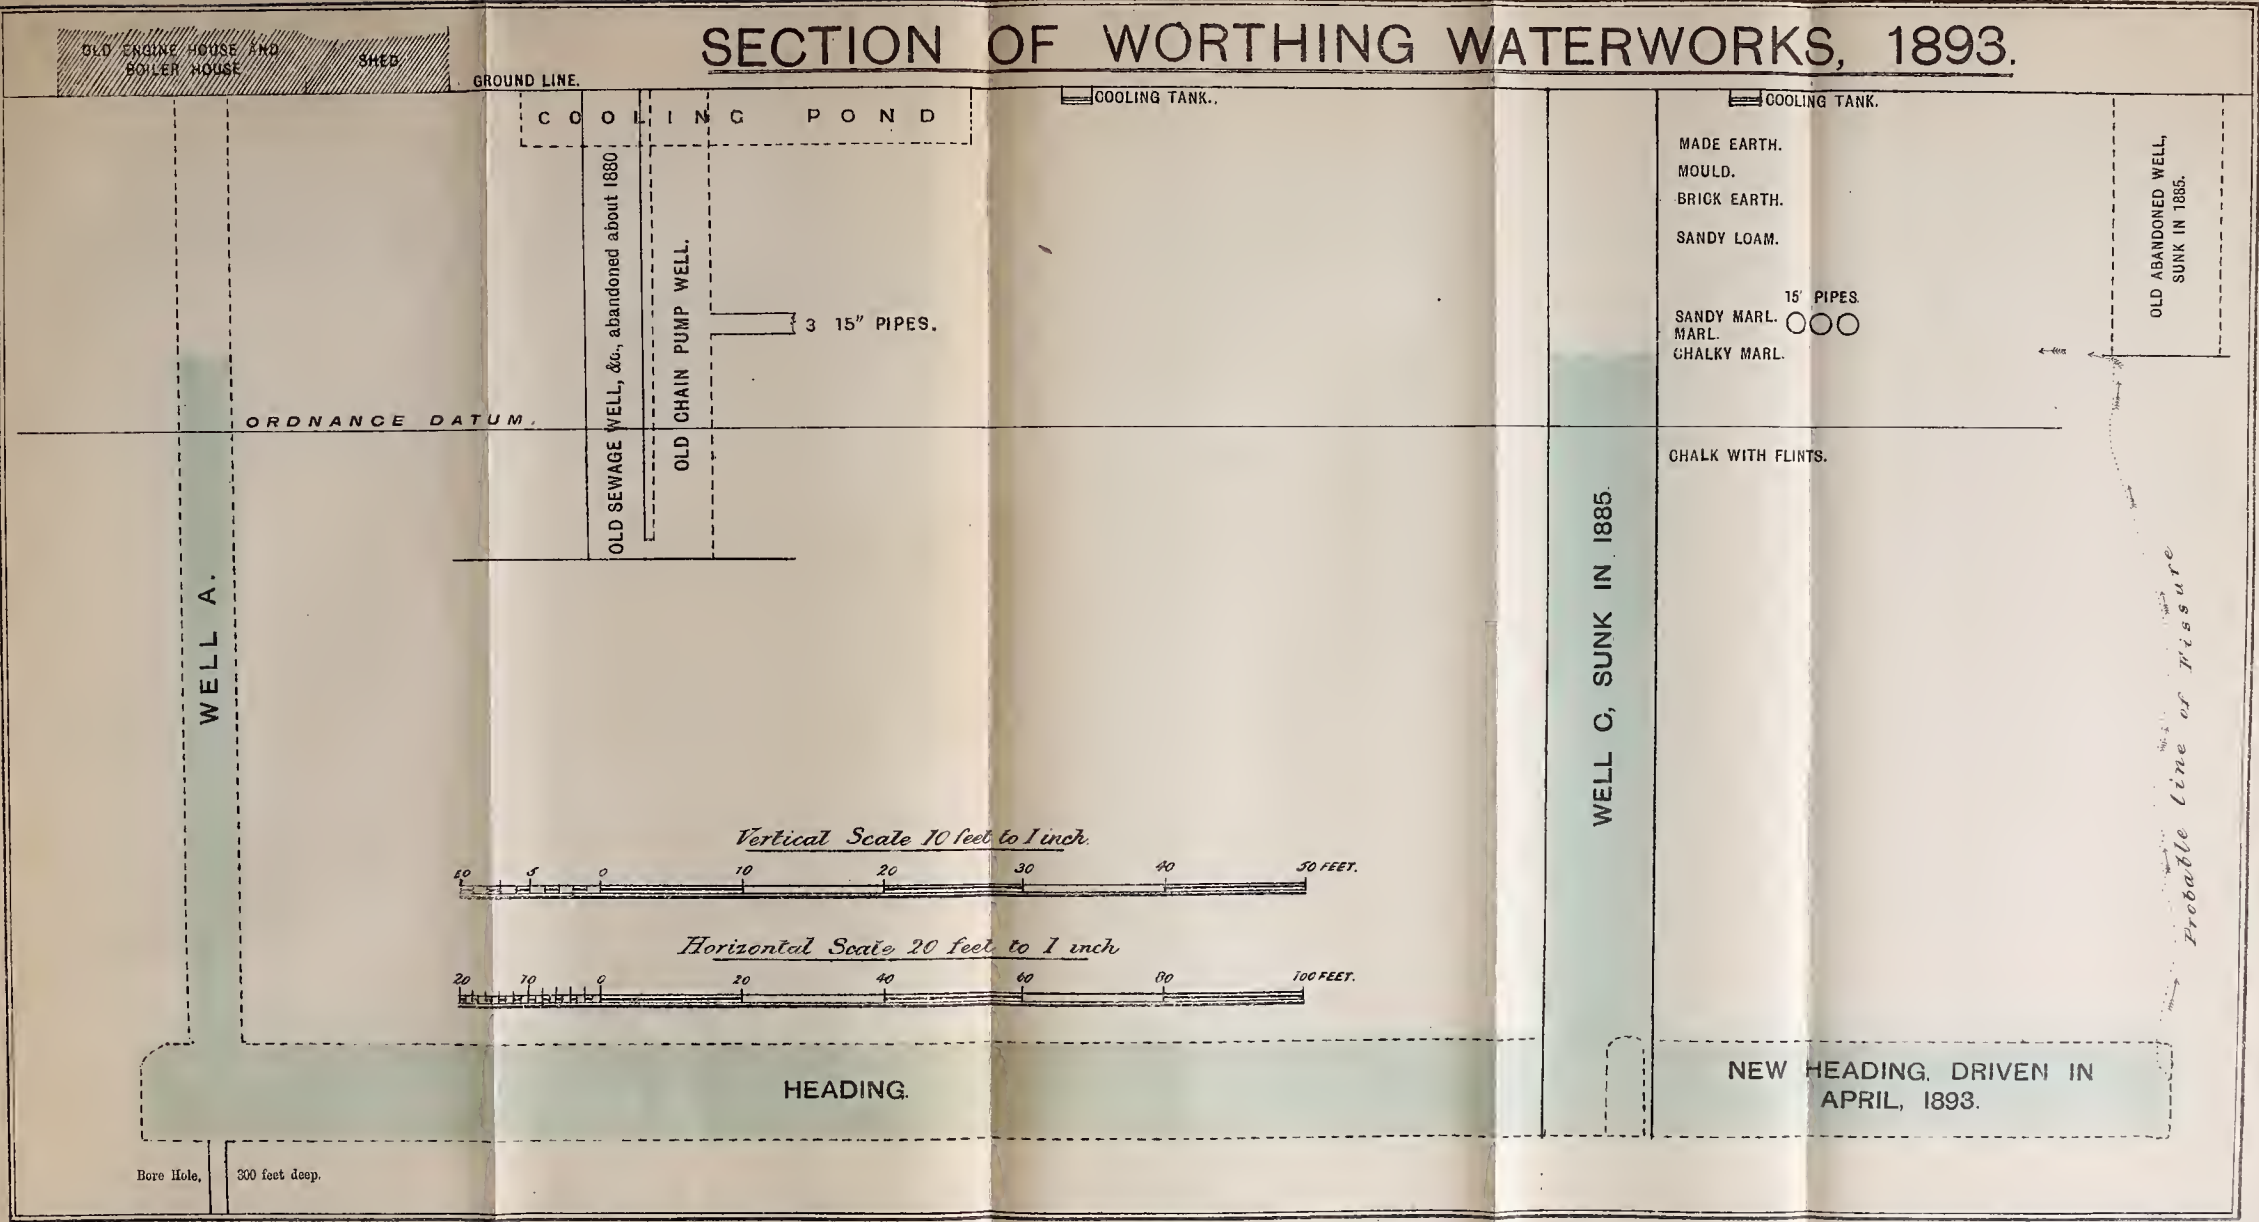 SECTION OF WORTHING WATERWORKS, 1893.
OLD ENGINE HOUSE AND
BOILER HOUSE
SHED.
GROUND LINE.
COOLING POND
COOLING TANK.
COOLING TANK.
MADE EARTH.
MOULD.
BRICK EARTH.
SANDY LOAM.
15" PIPES.
SANDY MARL.
MARL.
CHALKY MARL.
OLD ABANDONED WELL,
SUNK IN 1885.
OLD SEWAGE WELL, &c., abandoned about 1880
OLD CHAIN PUMP WELL.
3 15" PIPES.
ORDNANCE DATUM.
CHALK WITH FLINTS.
WELL A.
WELL C, SUNK IN 1885.
Probable line of Fissure
Vertical Scale 10 feet to 1 inch.
10 5 0 10 20 30 40 50 FEET.
Horizontal Scale 20 feet to 1 inch
20 10 0 20 40 60 80 100 FEET.
HEADING.
NEW HEADING, DRIVEN IN
APRIL, 1893.
Bore Hole, 300 feet deep.